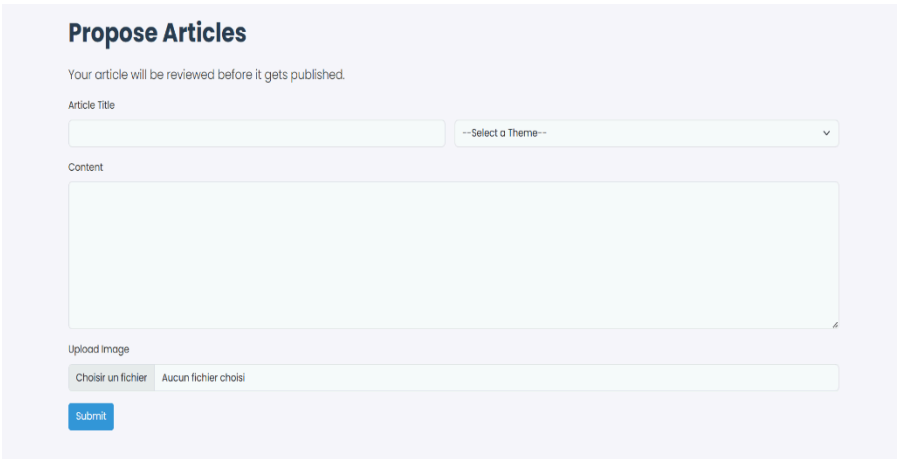 Propose Articles
Your article will be reviewed before it gets published.
Article Title
--Select a Theme--
Content
Upload Image
Choisir un fichier Aucun fichier choisi
Submit